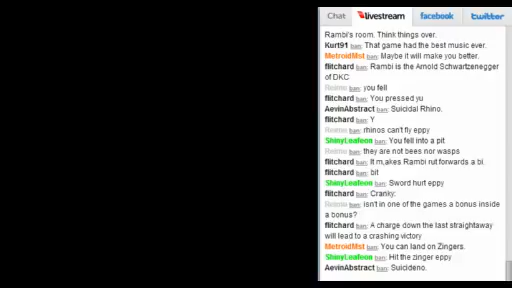 Chat livestream facebook twitter
Rambi's room. Think things over.
Kurt91 ban: That game had the best music ever.
MetroidMst ban: Maybe it will make you better.
flitchard ban: Rambi is the Arnold Schwartzenegger
of DKC
Reims ban: you fell
flitchard ban: You pressed yu
AevinAbstract ban: Suicidal Rhino.
flitchard ban: Y
ban: rhinos can't fly eppy
ShinyLeafeon ban: You fell into a pit
ban: they are not bees nor wasps
flitchard ban: It m,akes Rambi rut forwards a bi.
flitchard ban: bit
ShinyLeafeon ban: Sword hurt eppy
flitchard ban: Cranky:
ban: isn't in one of the games a bonus inside
a bonus?
flitchard ban: A charge down the last straightaway
will lead to a crashing victory
MetroidMst ban: You can land on Zingers.
ShinyLeafeon ban: Hit the zinger eppy
AevinAbstract ban: Suicideno.